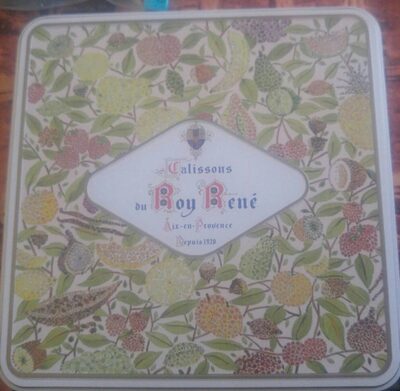 Calissons
du Roy René
Aix-en-Provence
Depuis 1920